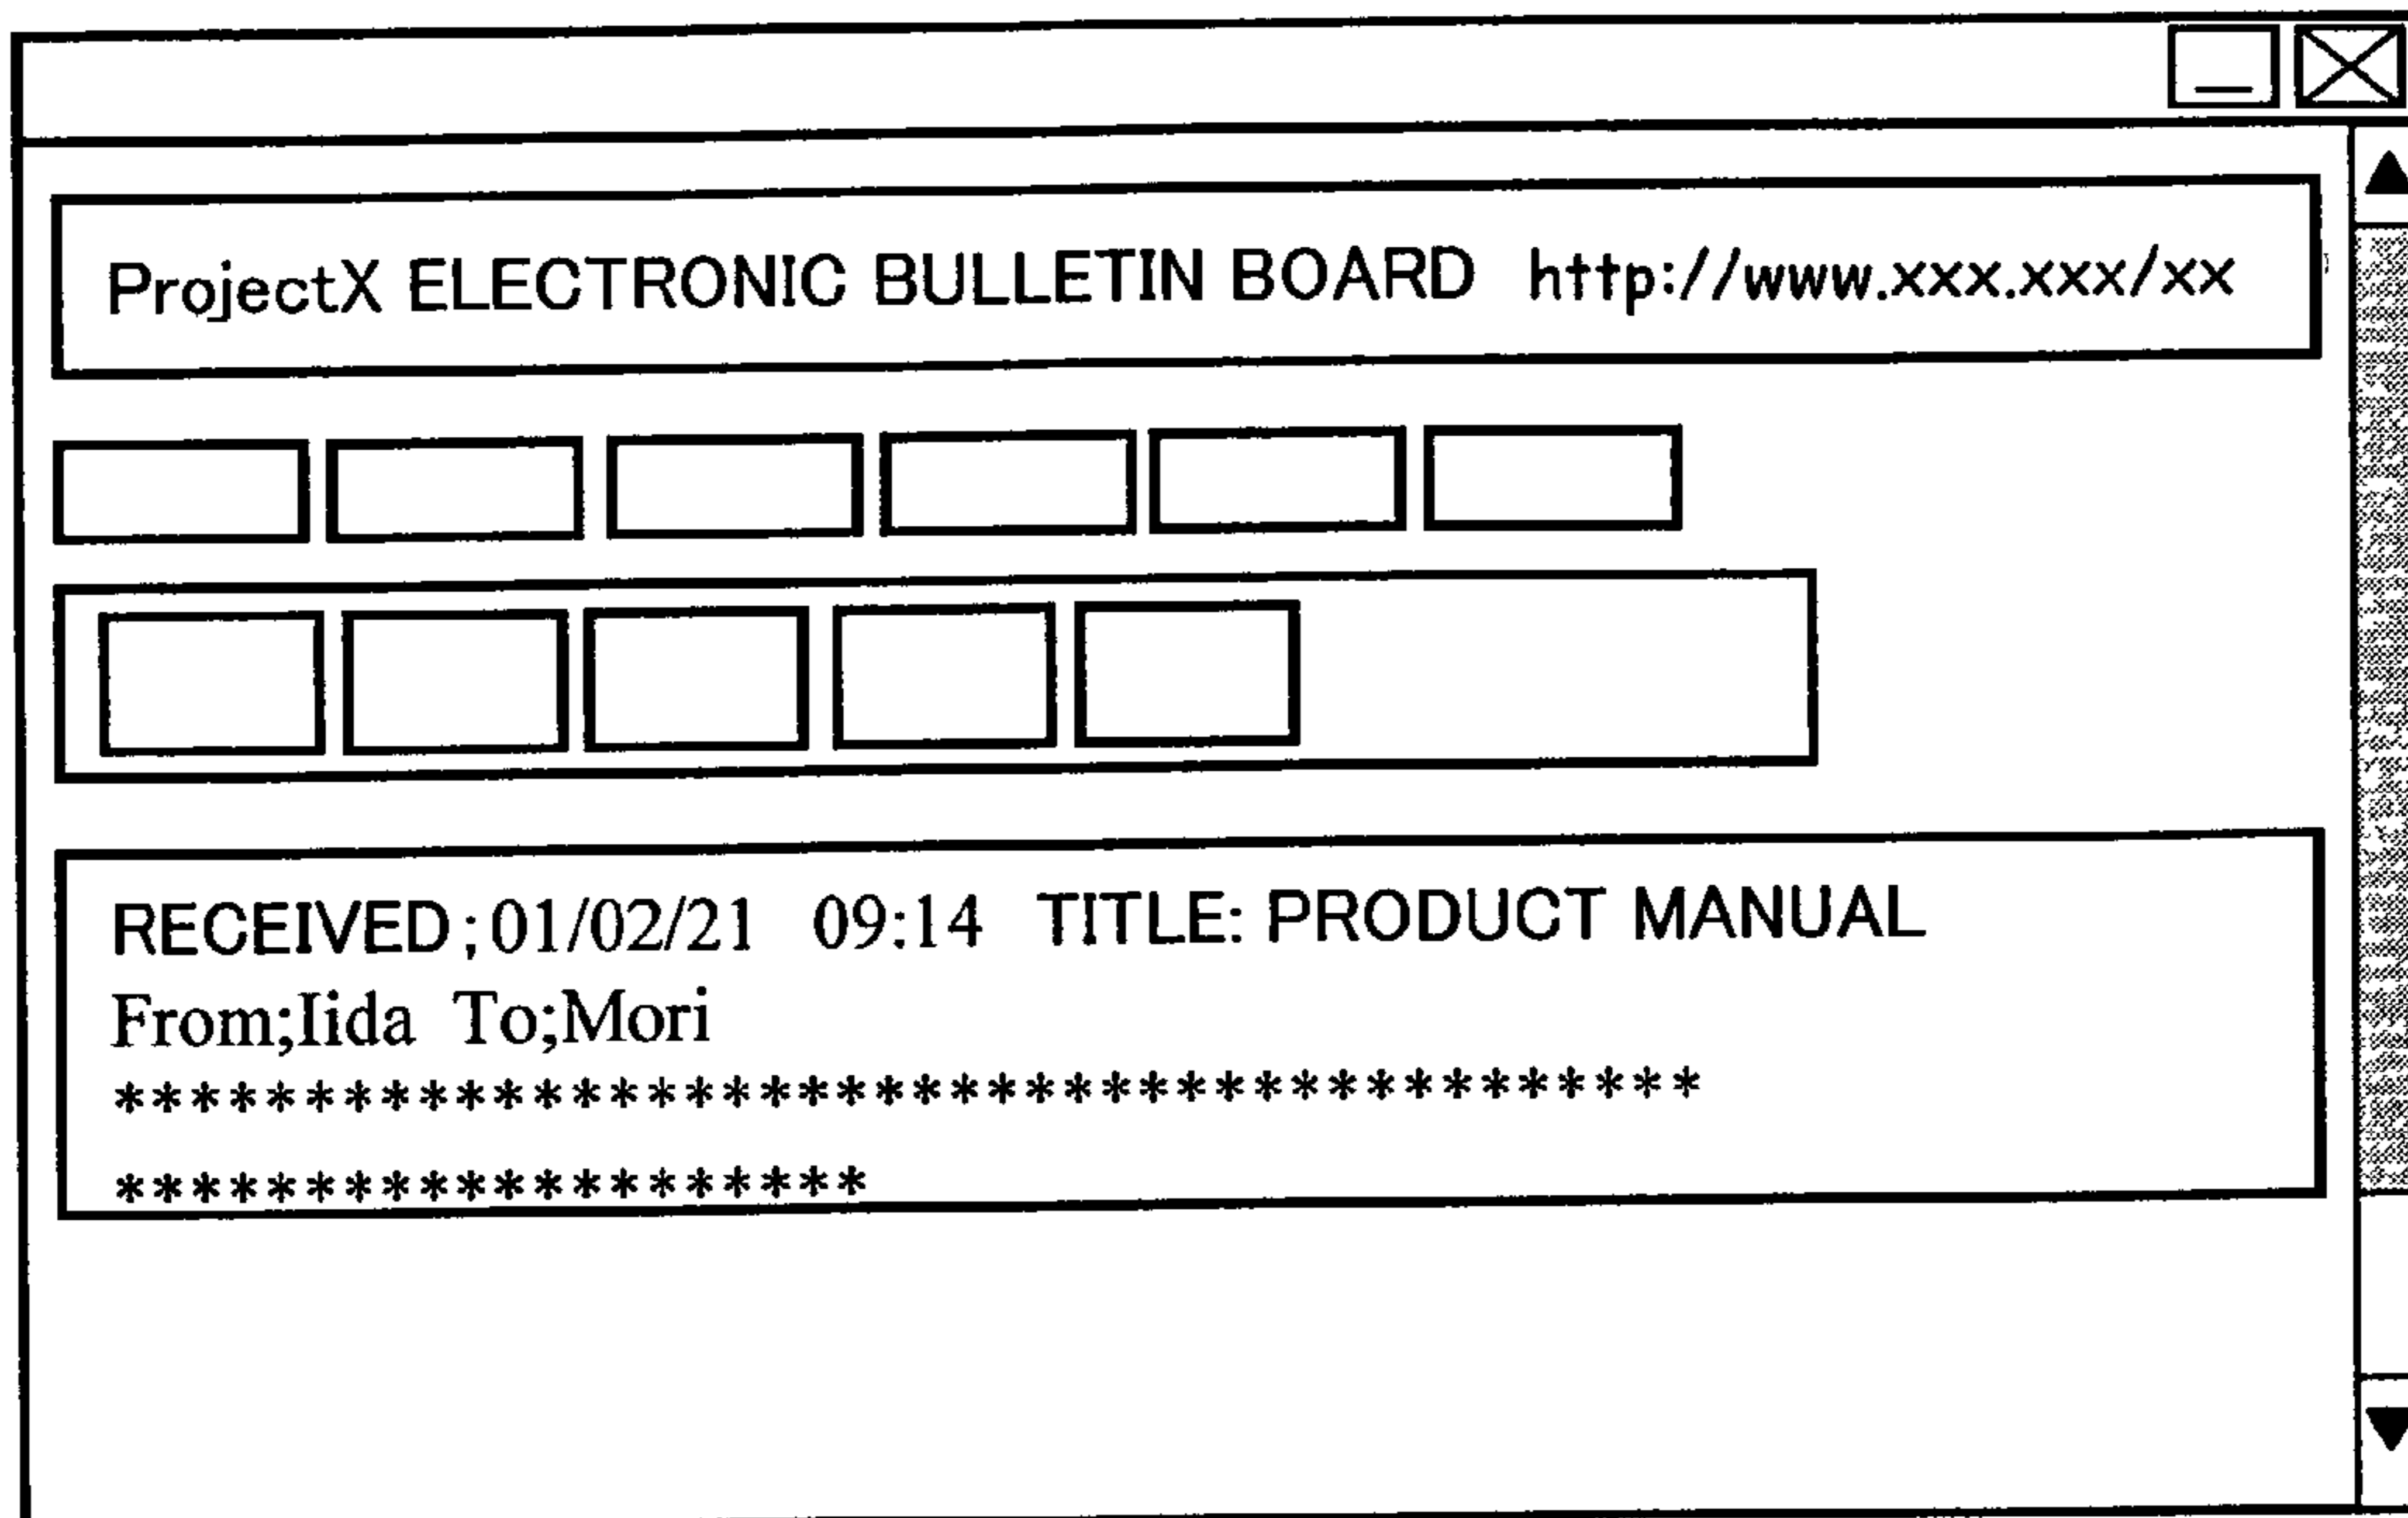 ProjectX ELECTRONIC BULLETIN BOARD http://www.xxx.xxx/xx
RECEIVED;01/02/21 09:14 TITLE: PRODUCT MANUAL
From;Iida To;Mori
******************************************
********************